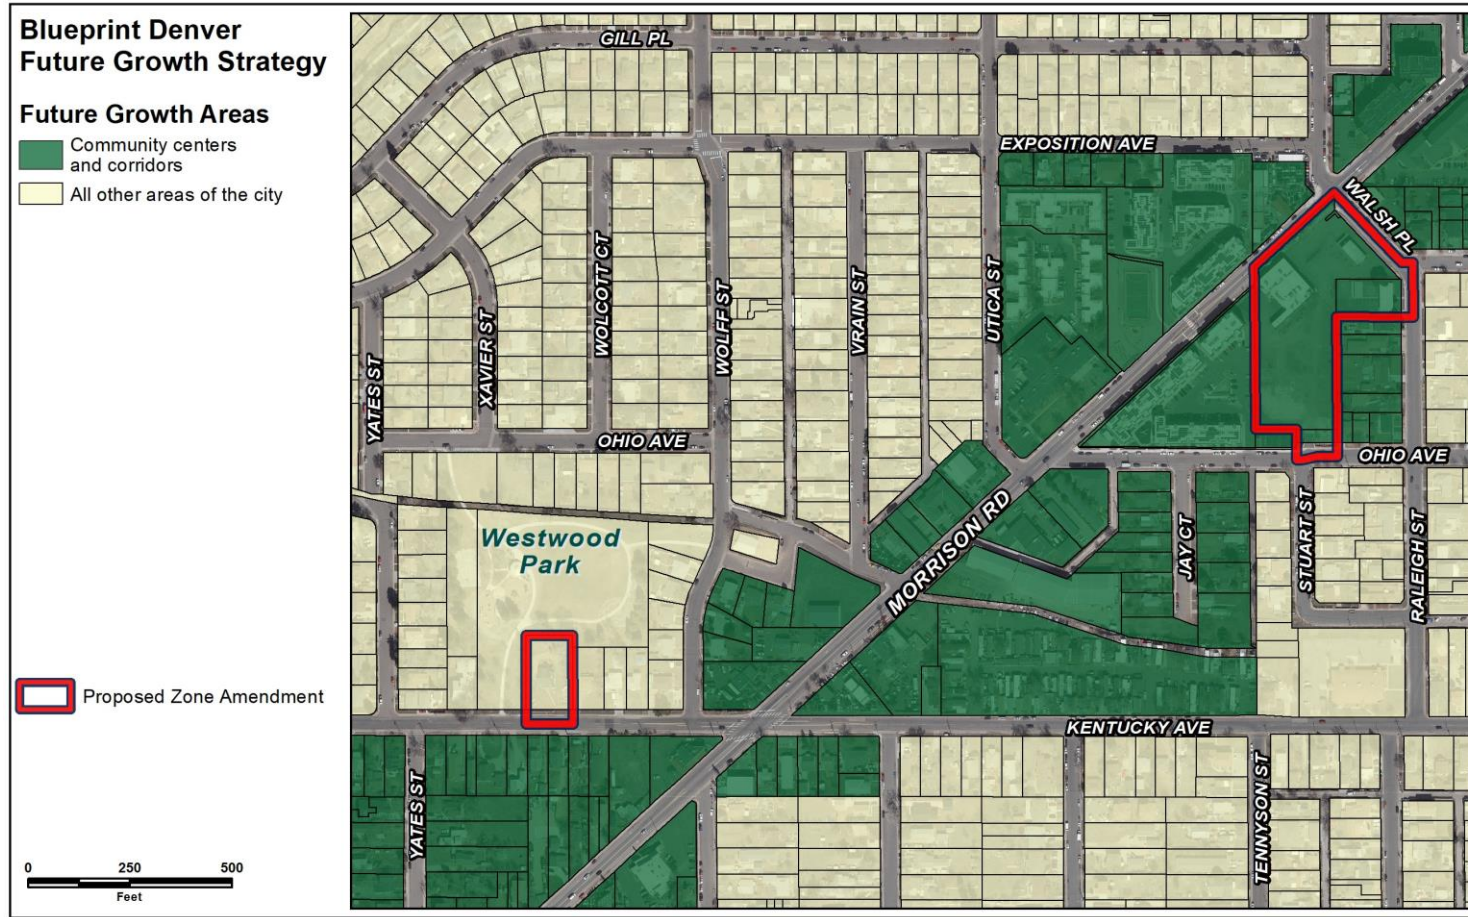 Blueprint Denver
Future Growth Strategy
Future Growth Areas
Community centers
and corridors
All other areas of the city
Proposed Zone Amendment
0 250 500
Feet
GILL PL
EXPOSITION AVE
WALSH PL
WOLCOTT CT
WOLFF ST
VRAIN ST
UTICA ST
XAVIER ST
YATES ST
OHIO AVE
OHIO AVE
Westwood
Park
MORRISON RD
JAY CT
STUART ST
RALEIGH ST
KENTUCKY AVE
YATES ST
TENNYSON ST